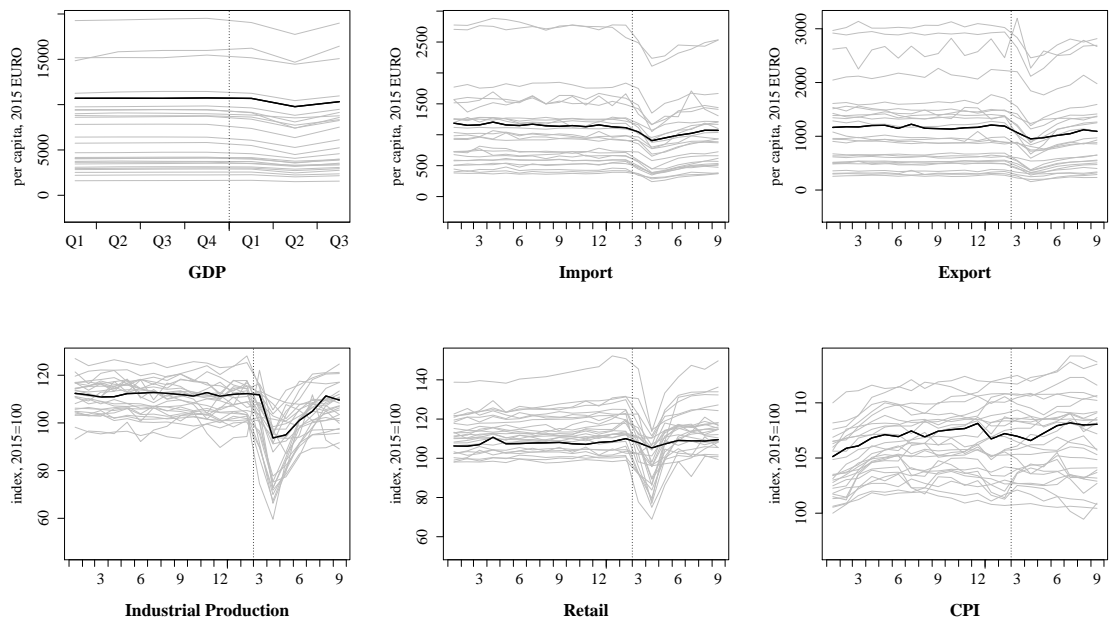 per capita, 2015 EURO
0 5000 15000
Q1 Q2 Q3 Q4 Q1 Q2 Q3
GDP
per capita, 2015 EURO
0 500 1500 2500
3 6 9 12 3 6 9
Import
per capita, 2015 EURO
0 1000 2000 3000
3 6 9 12 3 6 9
Export
index, 2015=100
60 80 100 120
3 6 9 12 3 6 9
Industrial Production
index, 2015=100
60 80 100 120 140
3 6 9 12 3 6 9
Retail
index, 2015=100
100 105 110
3 6 9 12 3 6 9
CPI